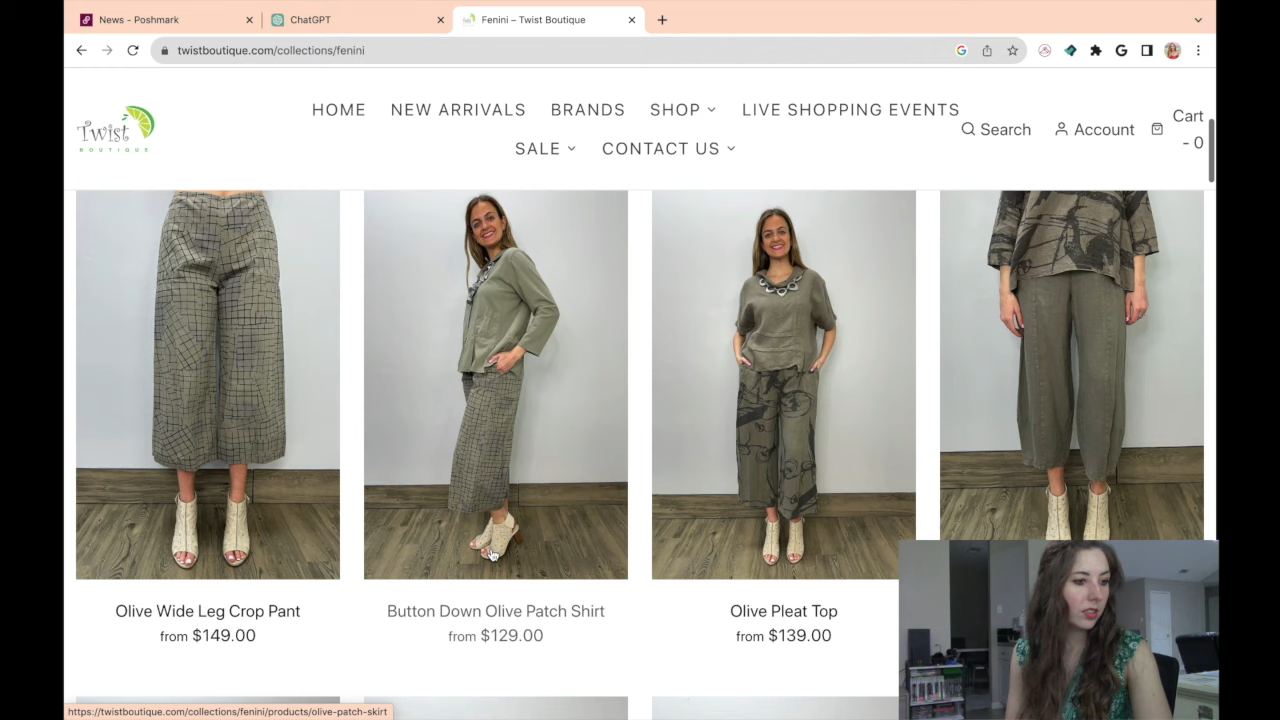 News - Poshmark
ChatGPT
Fenini – Twist Boutique
twistboutique.com/collections/fenini
Twist
BOUTIQUE
HOME NEW ARRIVALS BRANDS SHOP LIVE SHOPPING EVENTS
SALE CONTACT US
Search
Account
Cart
- 0
Olive Wide Leg Crop Pant
from $149.00
Button Down Olive Patch Shirt
from $129.00
Olive Pleat Top
from $139.00
https://twistboutique.com/collections/fenini/products/olive-patch-skirt